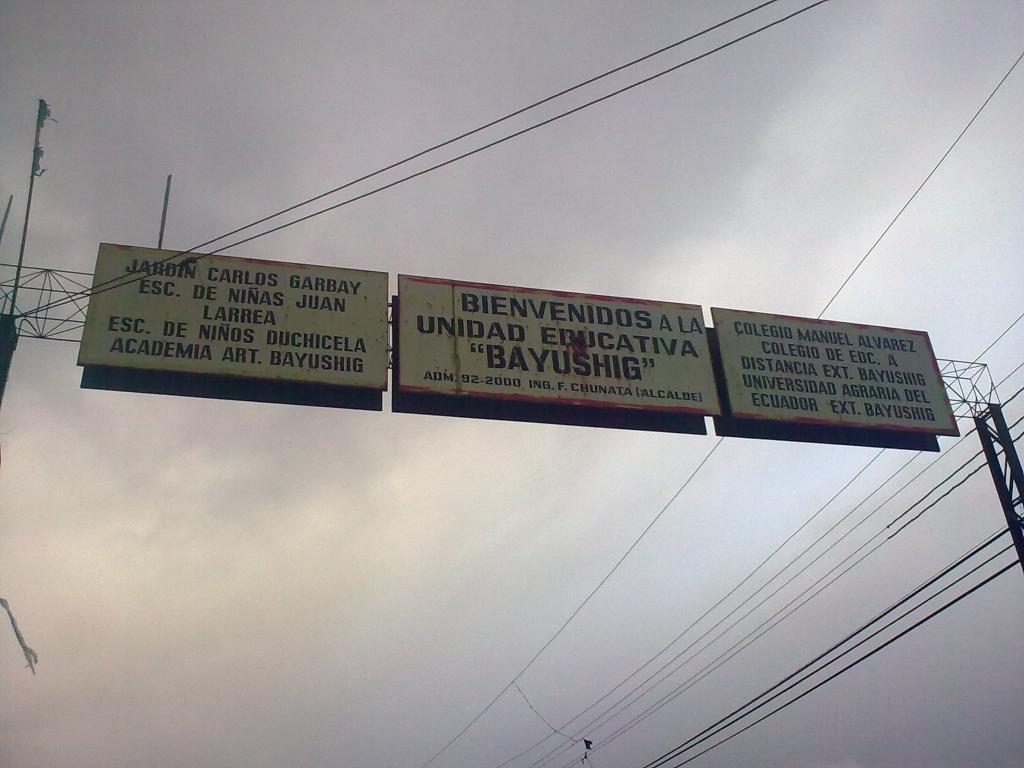 JARDIN CARLOS GARBAY
ESC. DE NIÑAS JUAN
LARREA
ESC. DE NIÑOS DUCHICELA
ACADEMIA ART. BAYUSHIG
BIENVENIDOS A LA
UNIDAD EDUCATIVA
"BAYUSHIG"
ADM. 92-2000 ING. F. CHUNATA (ALCALDE)
COLEGIO MANUEL ALVAREZ
COLEGIO DE EDC. A
DISTANCIA EXT. BAYUSHIG
UNIVERSIDAD AGRARIA DEL
ECUADOR EXT. BAYUSHIG